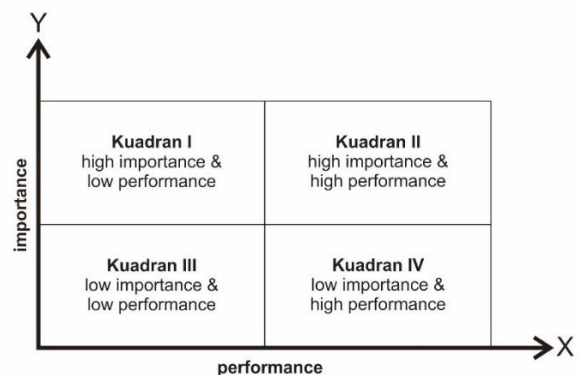 Y
importance
Kuadran I
high importance &
low performance
Kuadran II
high importance &
high performance
Kuadran III
low importance &
low performance
Kuadran IV
low importance &
high performance
X
performance